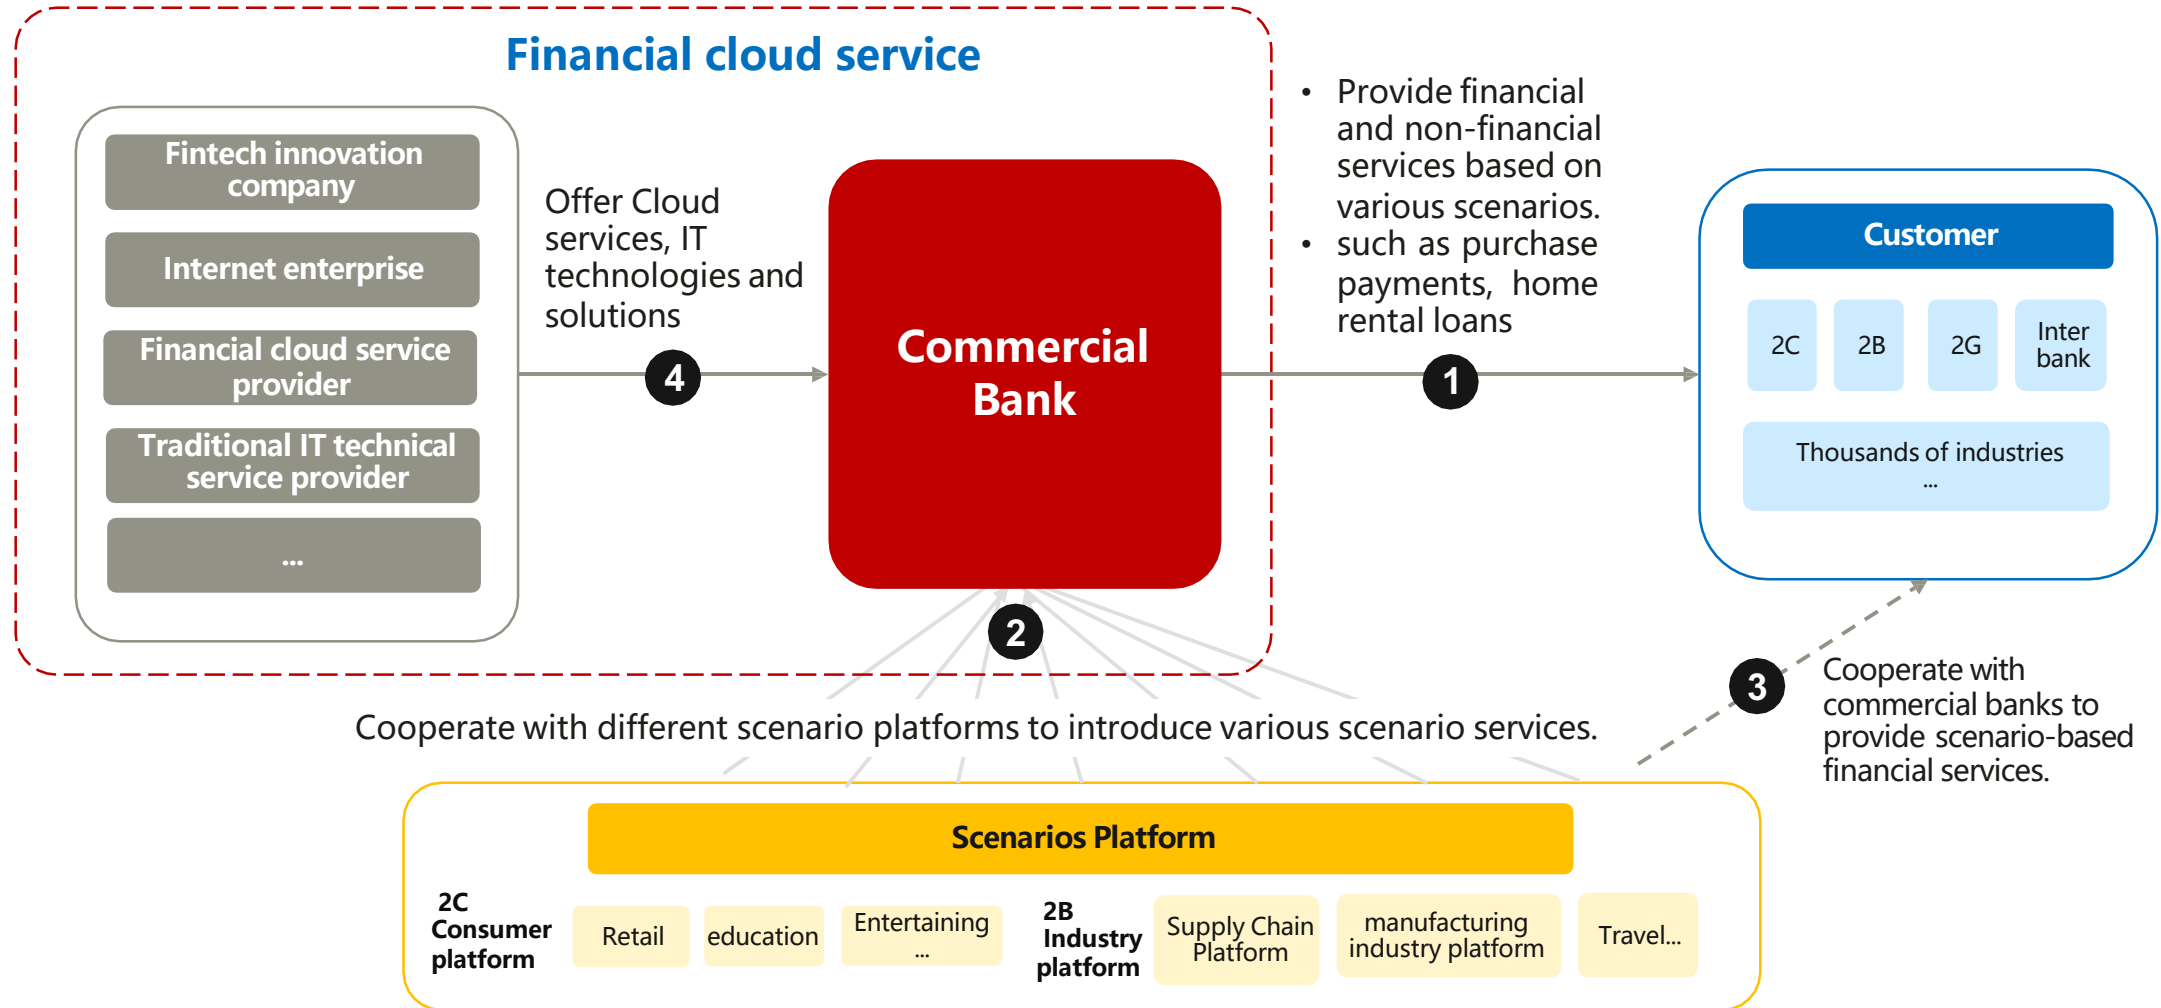 Financial cloud service
Fintech innovation
company
Internet enterprise
Financial cloud service
provider
Traditional IT technical
service provider
...
Offer Cloud
services, IT
technologies and
solutions
4
Commercial
Bank
• Provide financial
and non-financial
services based on
various scenarios.
• such as purchase
payments, home
rental loans
1
Customer
2C
2B
2G
Inter
bank
Thousands of industries
...
2
Cooperate with different scenario platforms to introduce various scenario services.
3
Cooperate with
commercial banks to
provide scenario-based
financial services.
Scenarios Platform
2C
Consumer
platform
Retail
education
Entertaining
...
2B
Industry
platform
Supply Chain
Platform
manufacturing
industry platform
Travel...